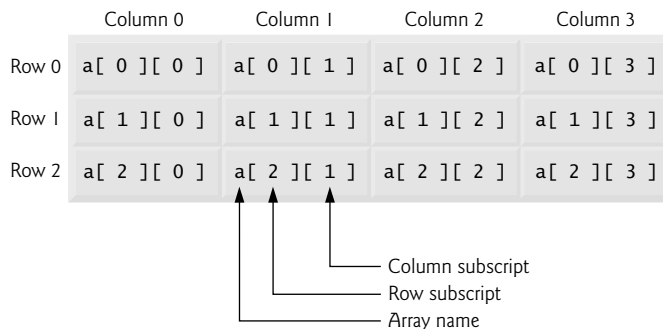 Column 0 Column 1 Column 2 Column 3
Row 0 a[ 0 ][ 0 ] a[ 0 ][ 1 ] a[ 0 ][ 2 ] a[ 0 ][ 3 ]
Row 1 a[ 1 ][ 0 ] a[ 1 ][ 1 ] a[ 1 ][ 2 ] a[ 1 ][ 3 ]
Row 2 a[ 2 ][ 0 ] a[ 2 ][ 1 ] a[ 2 ][ 2 ] a[ 2 ][ 3 ]
Column subscript
Row subscript
Array name